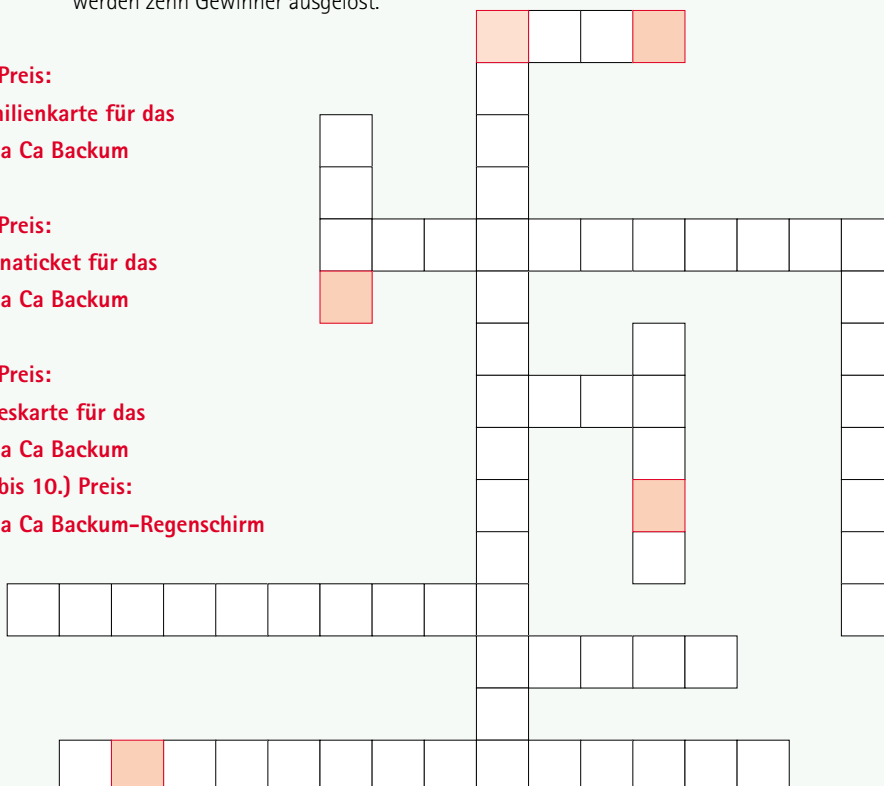 werden zehn Gewinner ausgelost.
Preis:
nilienkarte für das
a Ca Backum
Preis:
naticket für das
a Ca Backum
Preis:
eskarte für das
a Ca Backum
bis 10.) Preis:
a Ca Backum-Regenschirm